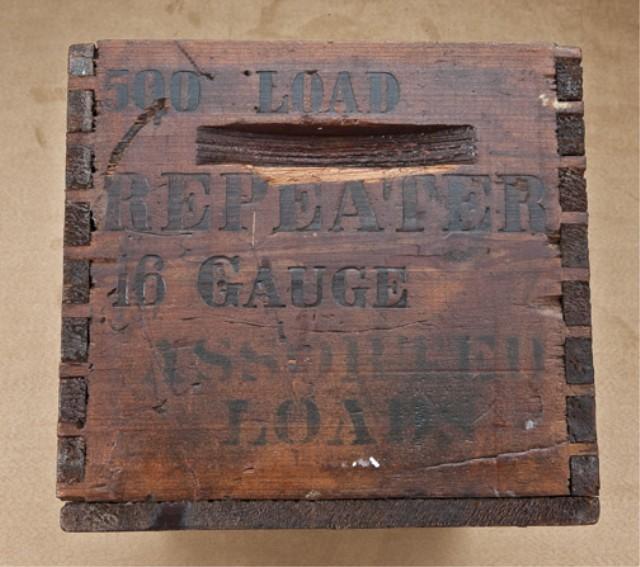 500 LOAD
REPEATER
16 GAUGE
ASSORTED
LOADS